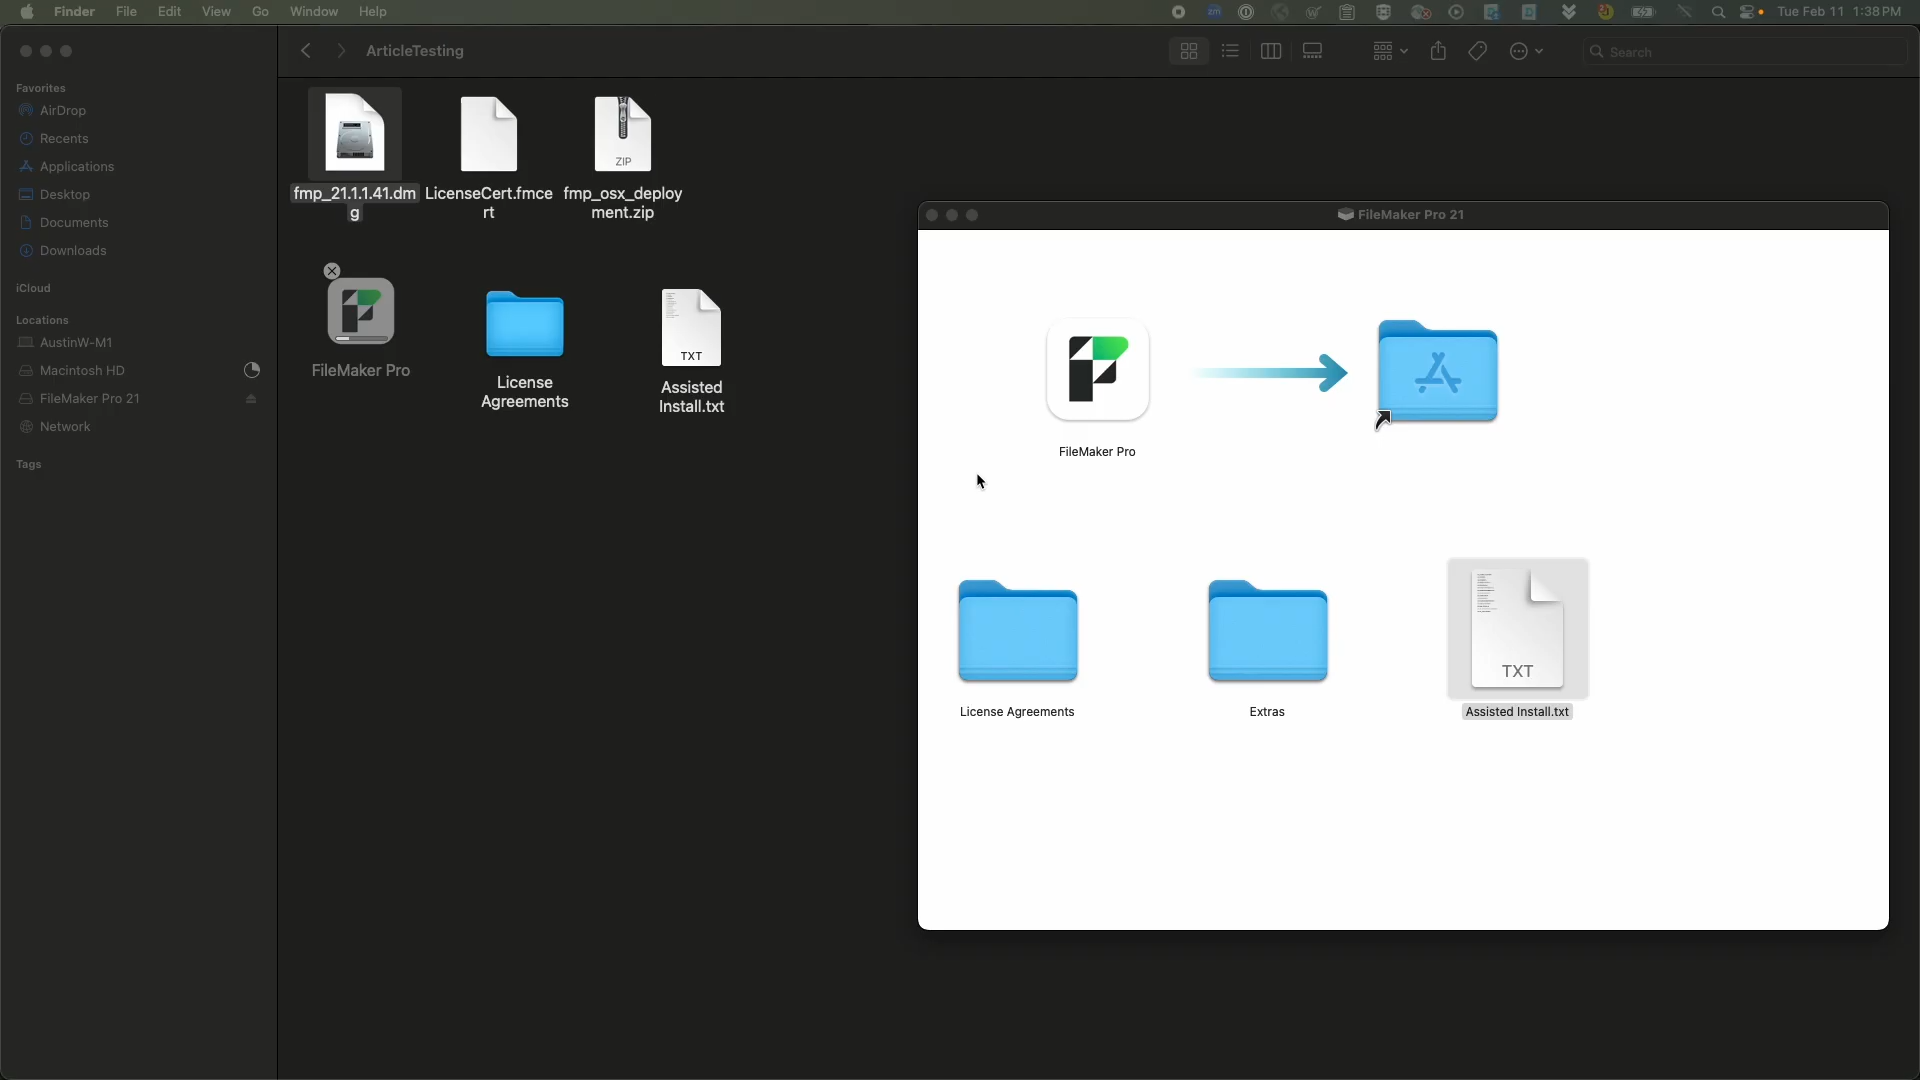 Finder File Edit View Go Window Help
zm
Tue Feb 11 1:38 PM
ArticleTesting
Search
Favorites
AirDrop
Recents
Applications
Desktop
Documents
Downloads
iCloud
Locations
AustinW-M1
Macintosh HD
FileMaker Pro 21
Network
Tags
fmp_21.1.1.41.dm
g
LicenseCert.fmce
rt
ZIP
fmp_osx_deploy
ment.zip
FileMaker Pro
License
Agreements
TXT
Assisted
Install.txt
FileMaker Pro 21
FileMaker Pro
License Agreements
Extras
TXT
Assisted Install.txt